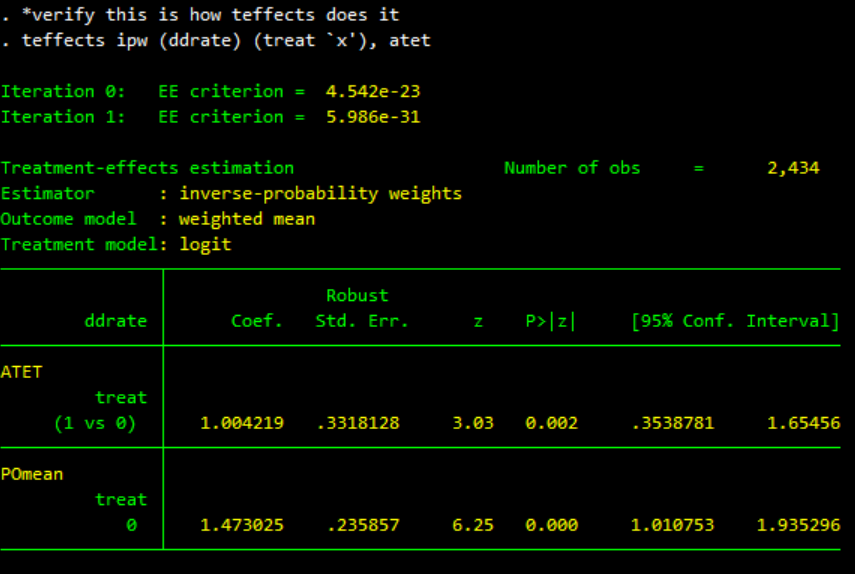 . *verify this is how teffects does it
. teffects ipw (ddrate) (treat `x'), atet
Iteration 0:   EE criterion =  4.542e-23
Iteration 1:   EE criterion =  5.986e-31
Treatment-effects estimation                    Number of obs     =      2,434
Estimator      : inverse-probability weights
Outcome model  : weighted mean
Treatment model: logit
Robust
ddrate        Coef.   Std. Err.      z    P>|z|     [95% Conf. Interval]
ATET
treat
(1 vs 0)     1.004219   .3318128     3.03   0.002     .3538781     1.65456
POmean
treat
0     1.473025    .235857     6.25   0.000     1.010753    1.935296